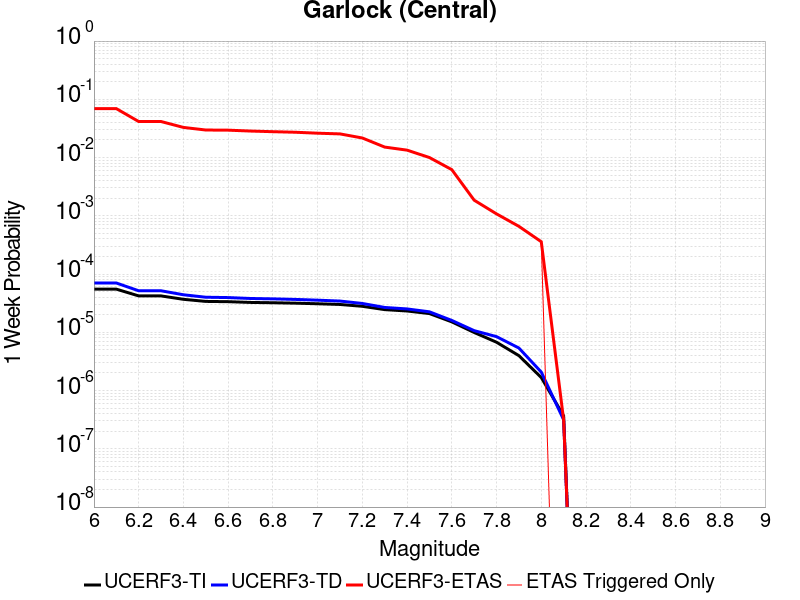 Garlock (Central)
10^0
10^-1
10^-2
10^-3
10^-4
10^-5
10^-6
10^-7
10^-8
1 Week Probability
6 6.2 6.4 6.6 6.8 7 7.2 7.4 7.6 7.8 8 8.2 8.4 8.6 8.8 9
Magnitude
UCERF3-TI UCERF3-TD UCERF3-ETAS ETAS Triggered Only